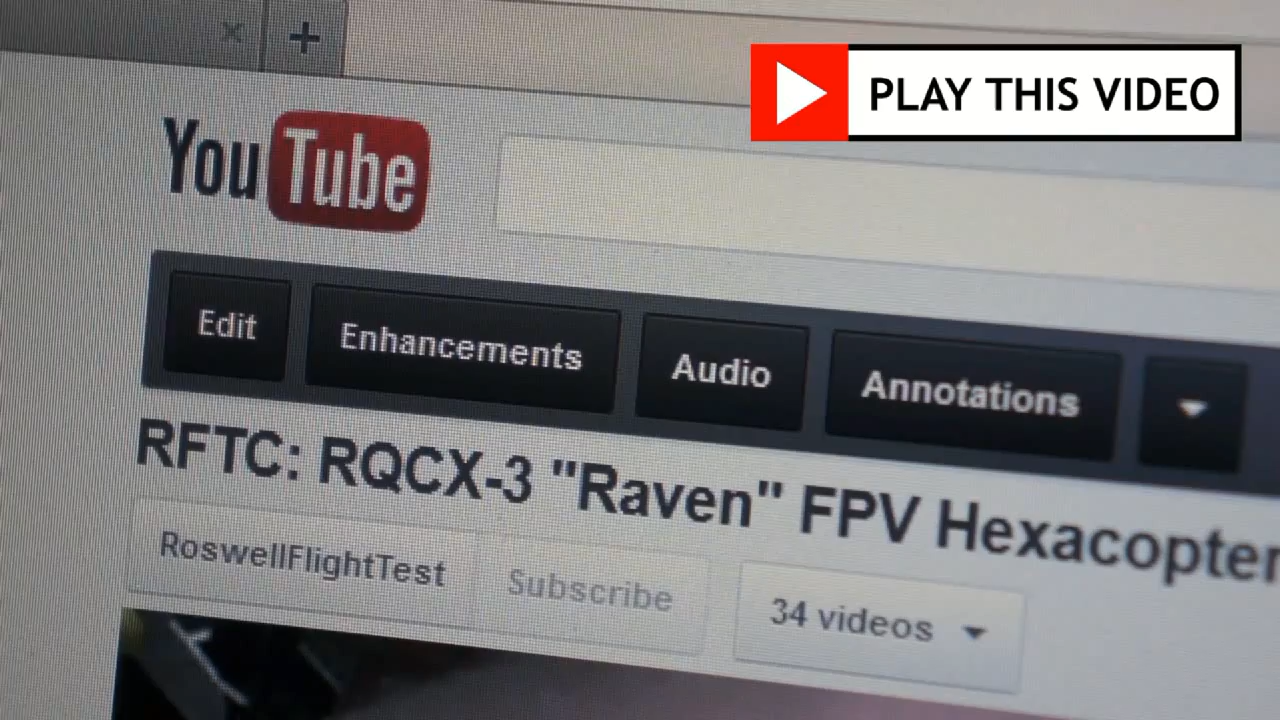 PLAY THIS VIDEO
YouTube
Edit Enhancements Audio Annotations
RFTC: RQCX-3 "Raven" FPV Hexacopter
RoswellFlightTest Subscribe 34 videos